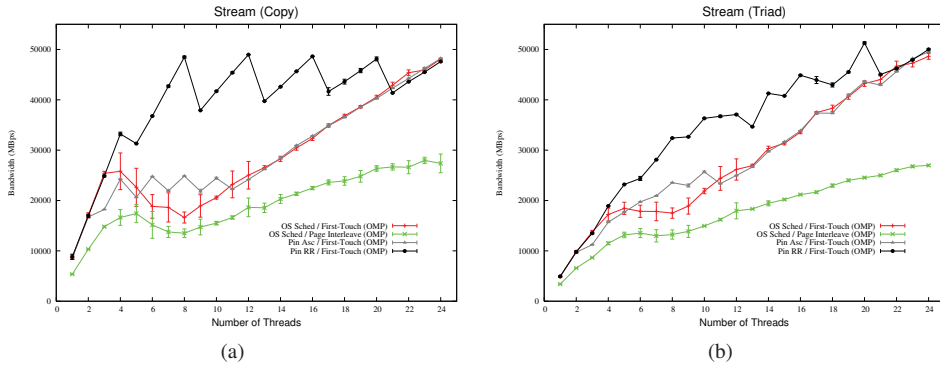 Stream (Copy)
50000
40000
30000
20000
10000
0
Bandwidth (MBps)
OS Sched / First-Touch (OMP)
OS Sched / Page Interleave (OMP)
Pin Asc / First-Touch (OMP)
Pin RR / First-Touch (OMP)
0 2 4 6 8 10 12 14 16 18 20 22 24
Number of Threads
(a)
Stream (Triad)
50000
40000
30000
20000
10000
0
Bandwidth (MBps)
OS Sched / First-Touch (OMP)
OS Sched / Page Interleave (OMP)
Pin Asc / First-Touch (OMP)
Pin RR / First-Touch (OMP)
0 2 4 6 8 10 12 14 16 18 20 22 24
Number of Threads
(b)